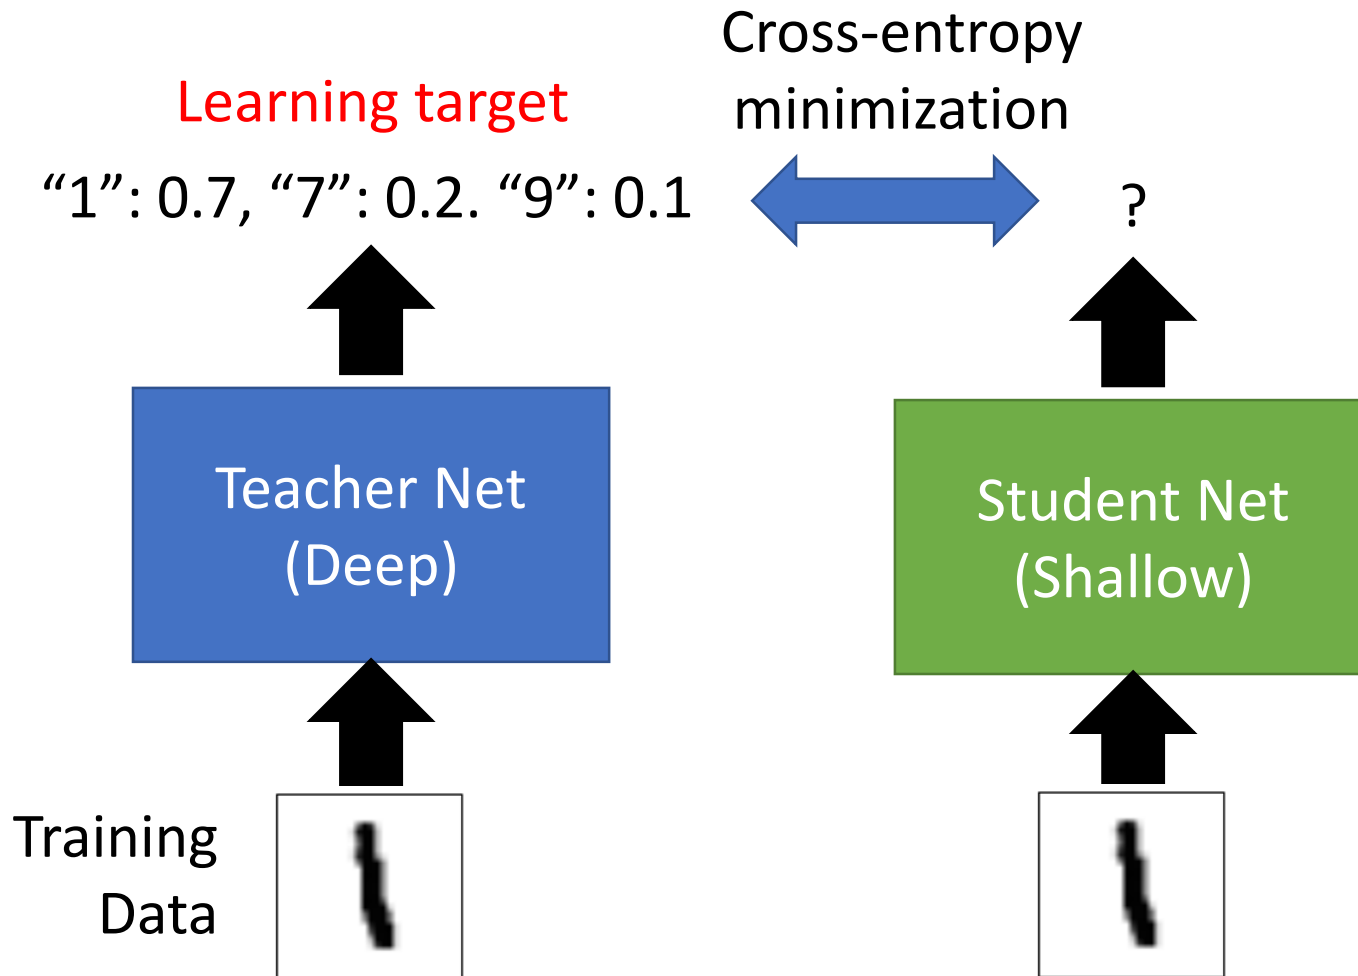 Cross-entropy
minimization
Learning target
“1”: 0.7, “7”: 0.2. “9”: 0.1
?
Teacher Net
(Deep)
Student Net
(Shallow)
Training
Data